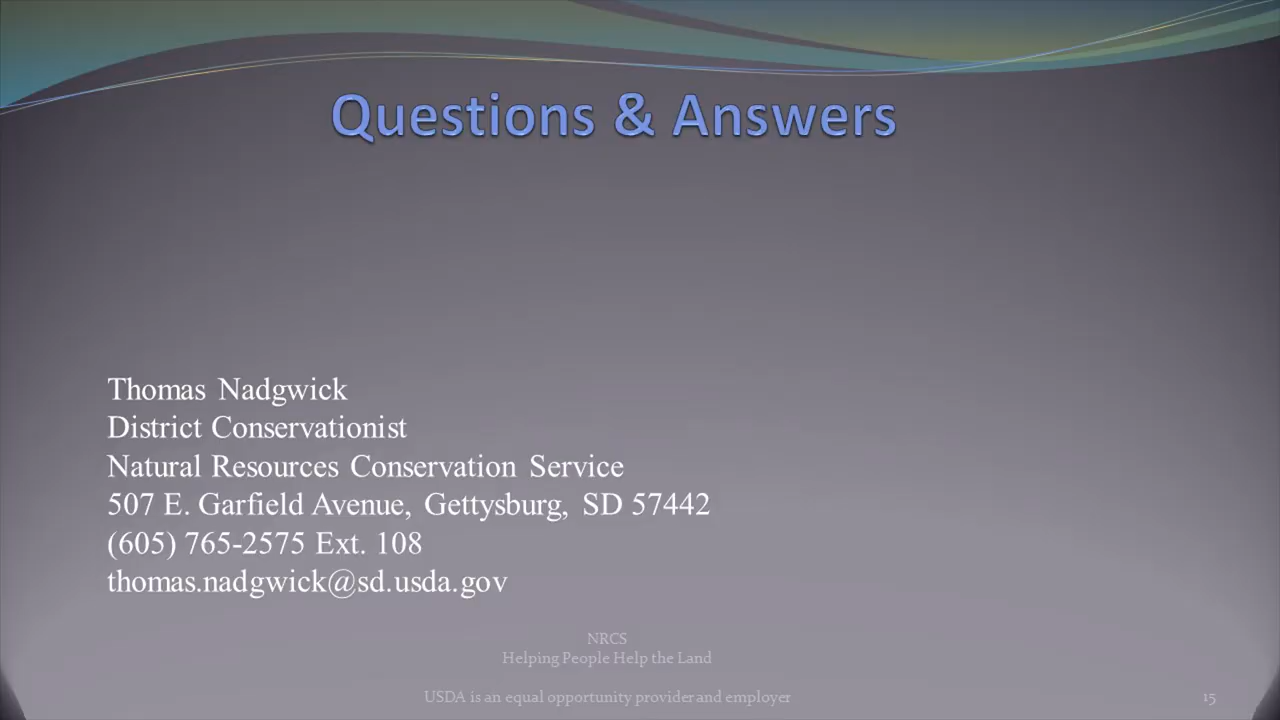 Questions & Answers
Thomas Nadgwick
District Conservationist
Natural Resources Conservation Service
507 E. Garfield Avenue, Gettysburg, SD 57442
(605) 765-2575 Ext. 108
thomas.nadgwick@sd.usda.gov
NRCS
Helping People Help the Land
USDA is an equal opportunity provider and employer
15